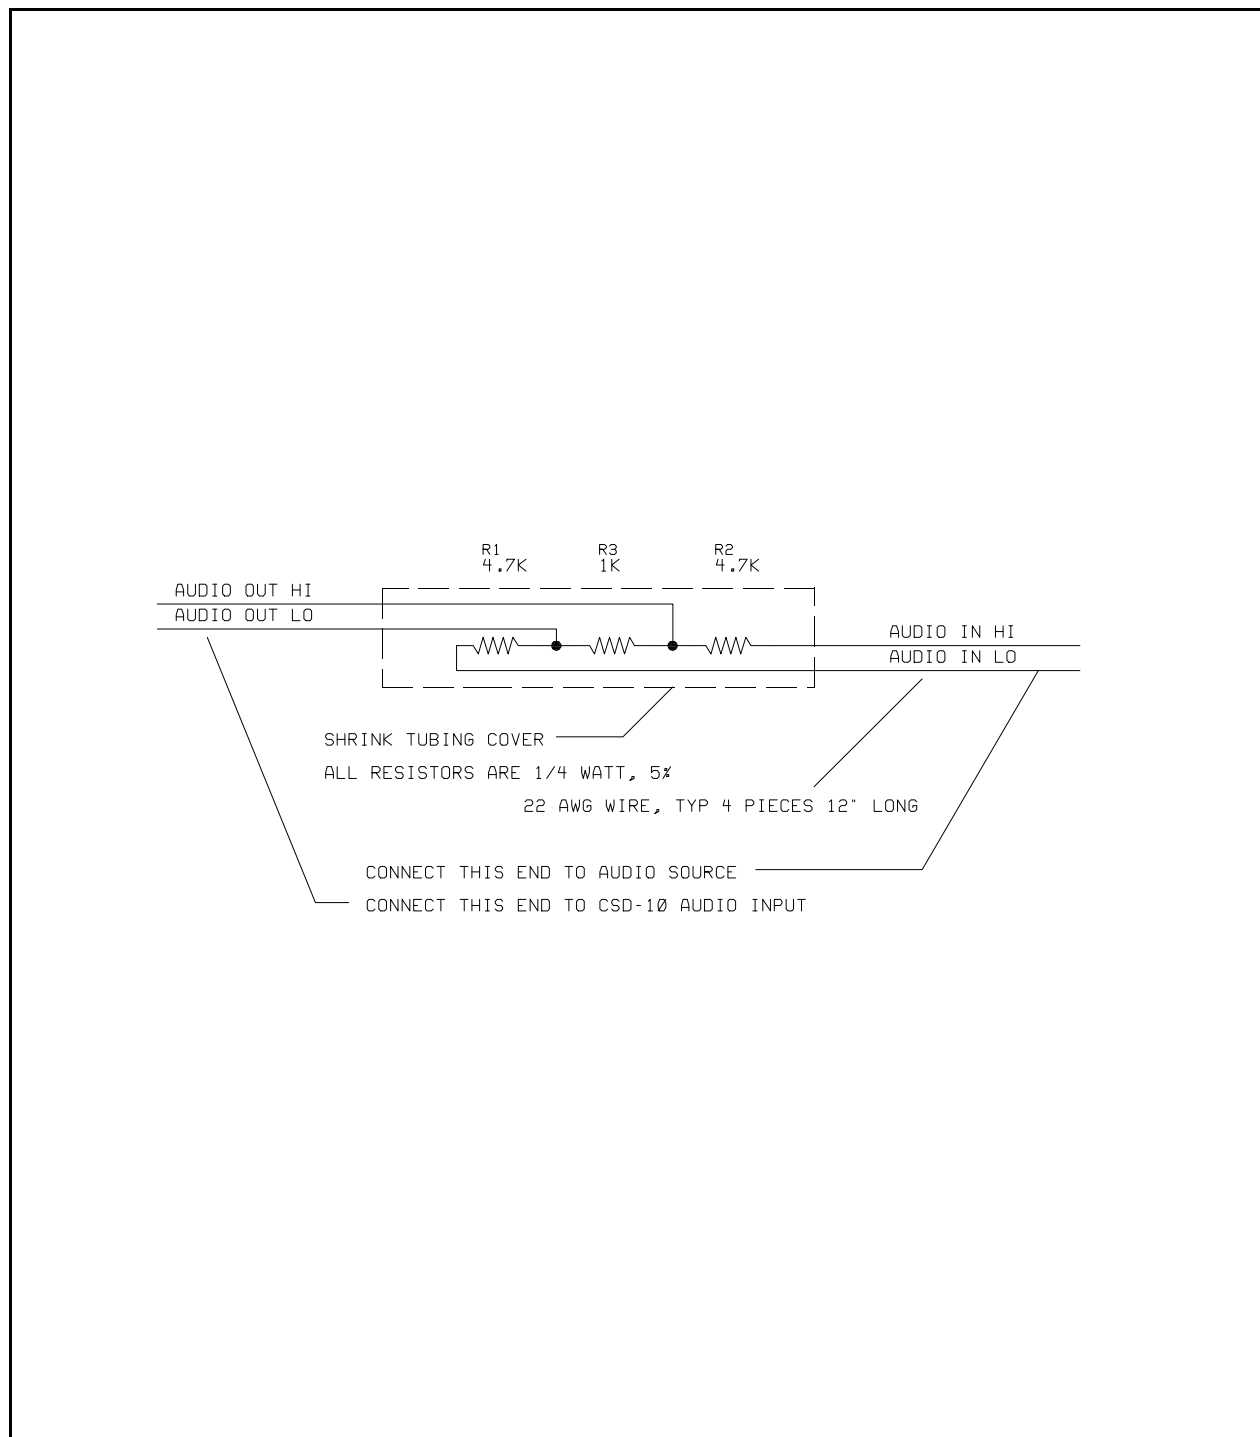 R1 R3 R2
4.7K 1K 4.7K
AUDIO OUT HI
AUDIO OUT LO
AUDIO IN HI
AUDIO IN LO
SHRINK TUBING COVER
ALL RESISTORS ARE 1/4 WATT, 5%
22 AWG WIRE, TYP 4 PIECES 12" LONG
CONNECT THIS END TO AUDIO SOURCE
CONNECT THIS END TO CSD-10 AUDIO INPUT